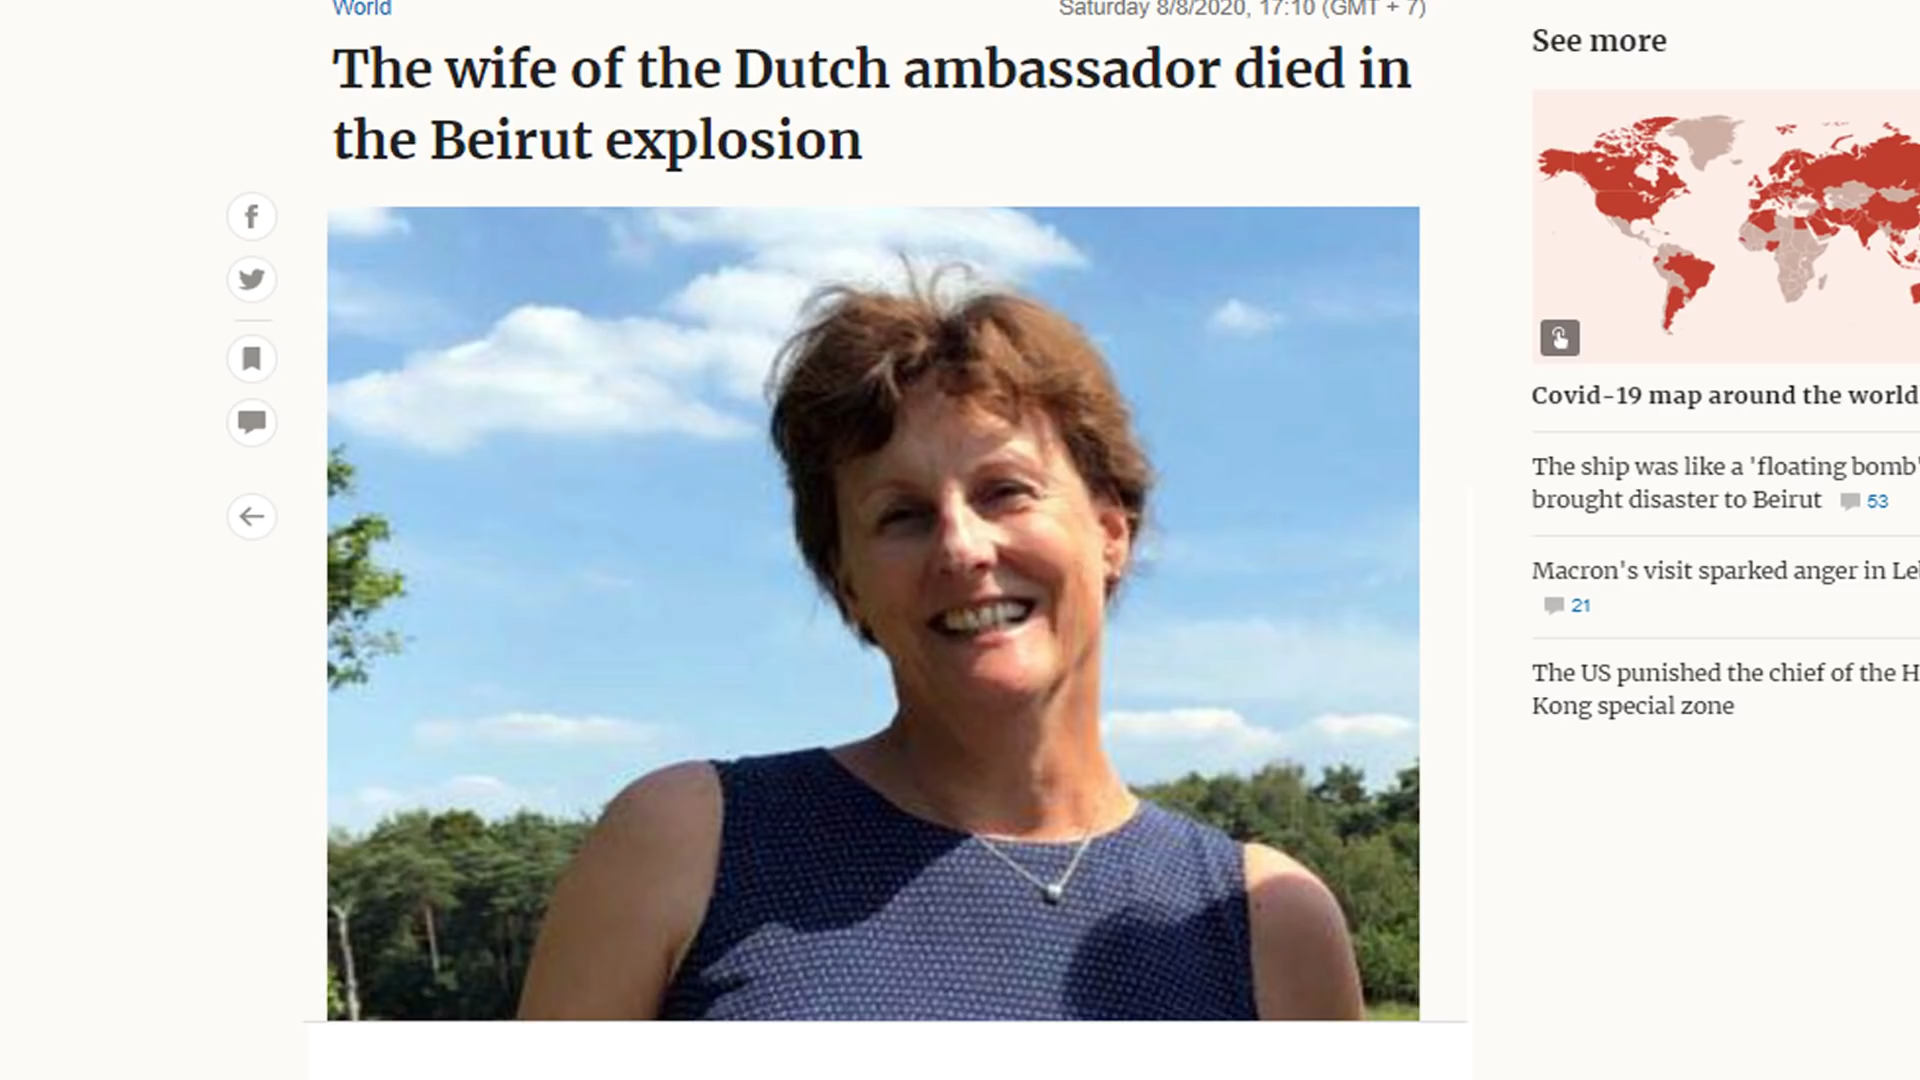 World
Saturday 8/8/2020, 17:10 (GMT + 7)
The wife of the Dutch ambassador died in
the Beirut explosion
See more
Covid-19 map around the world
The ship was like a 'floating bomb'
brought disaster to Beirut 53
Macron's visit sparked anger in Le
21
The US punished the chief of the H
Kong special zone